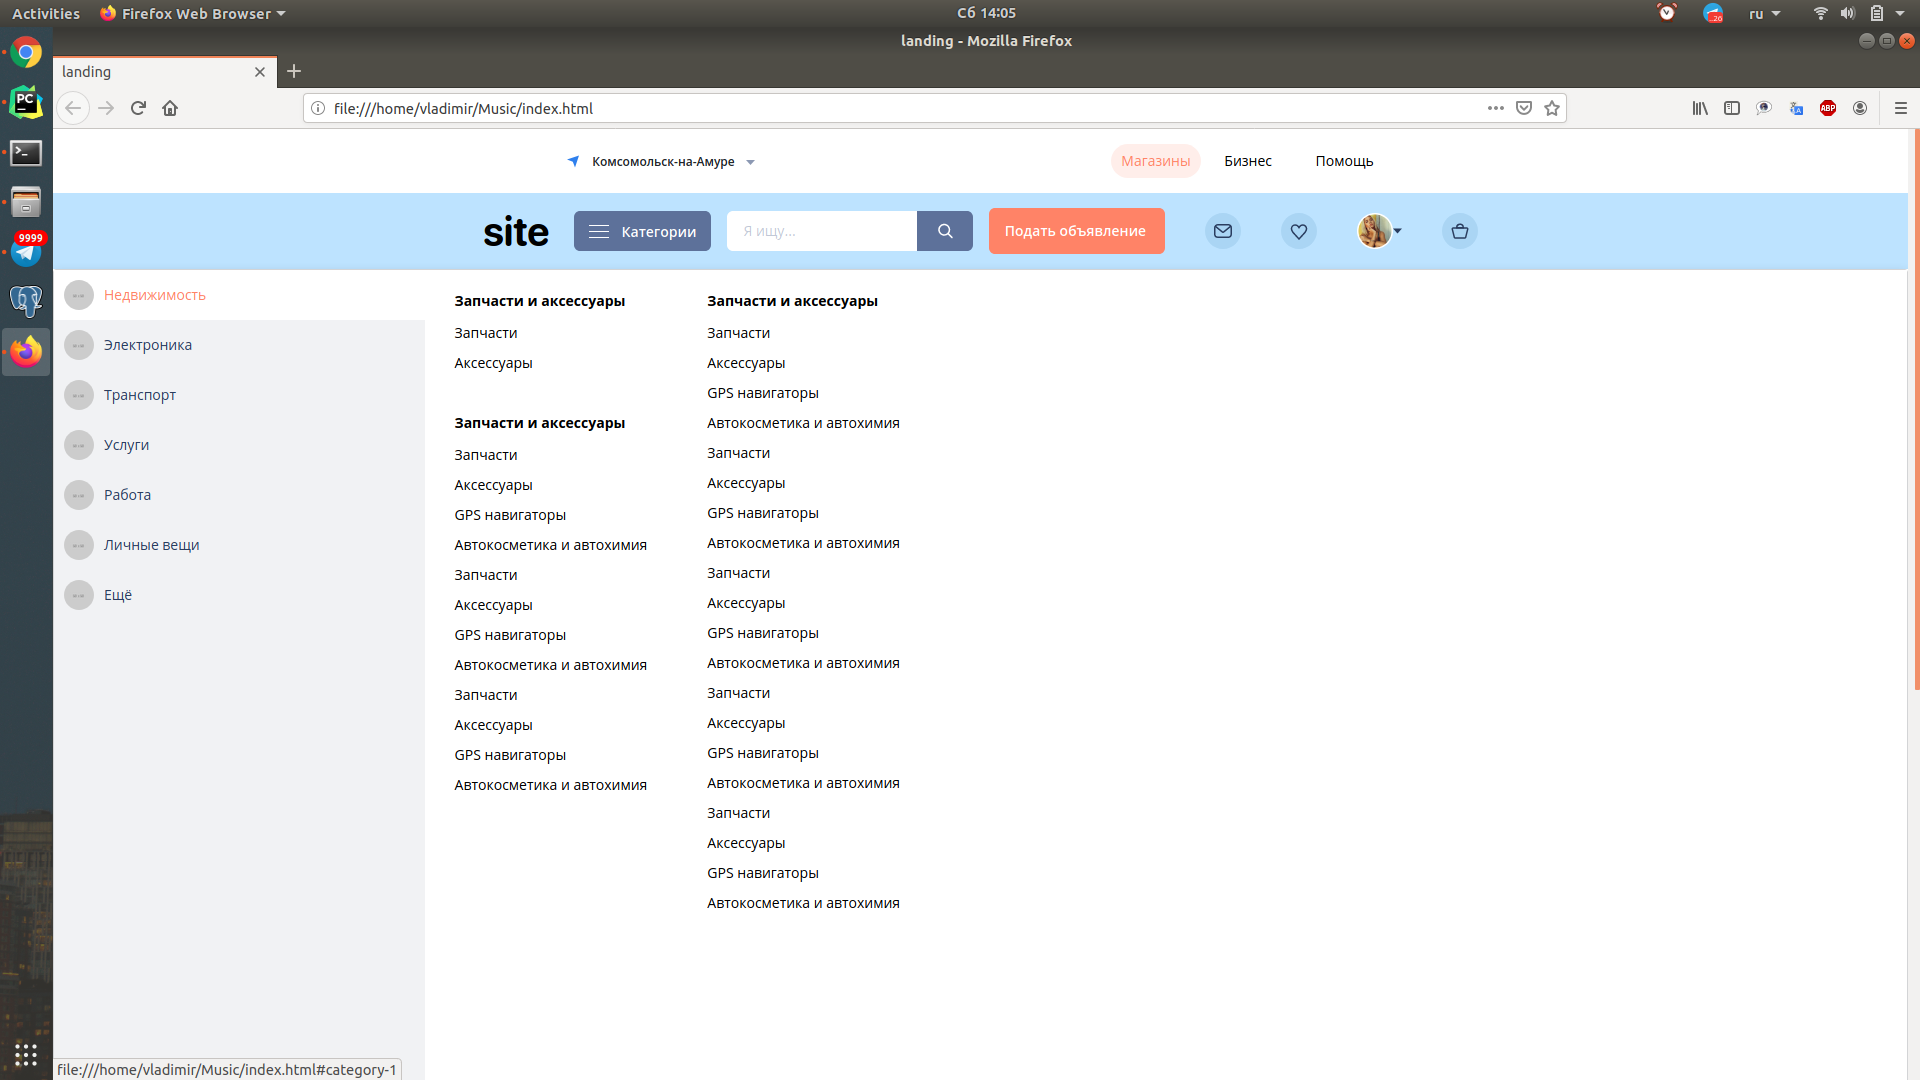 Activities
Firefox Web Browser
Сб 14:05
20
ru
landing - Mozilla Firefox
landing
file:///home/vladimir/Music/index.html
ABP
PC
9999
Комсомольск-на-Амуре
Магазины
Бизнес
Помощь
site
Категории
Я ищу...
Подать объявление
Недвижимость
Электроника
Транспорт
Услуги
Работа
Личные вещи
Ещё
Запчасти и аксессуары
Запчасти
Аксессуары
Запчасти и аксессуары
Запчасти
Аксессуары
GPS навигаторы
Автокосметика и автохимия
Запчасти
Аксессуары
GPS навигаторы
Автокосметика и автохимия
Запчасти
Аксессуары
GPS навигаторы
Автокосметика и автохимия
Запчасти и аксессуары
Запчасти
Аксессуары
GPS навигаторы
Автокосметика и автохимия
Запчасти
Аксессуары
GPS навигаторы
Автокосметика и автохимия
Запчасти
Аксессуары
GPS навигаторы
Автокосметика и автохимия
Запчасти
Аксессуары
GPS навигаторы
Автокосметика и автохимия
Запчасти
Аксессуары
GPS навигаторы
Автокосметика и автохимия
file:///home/vladimir/Music/index.html#category-1